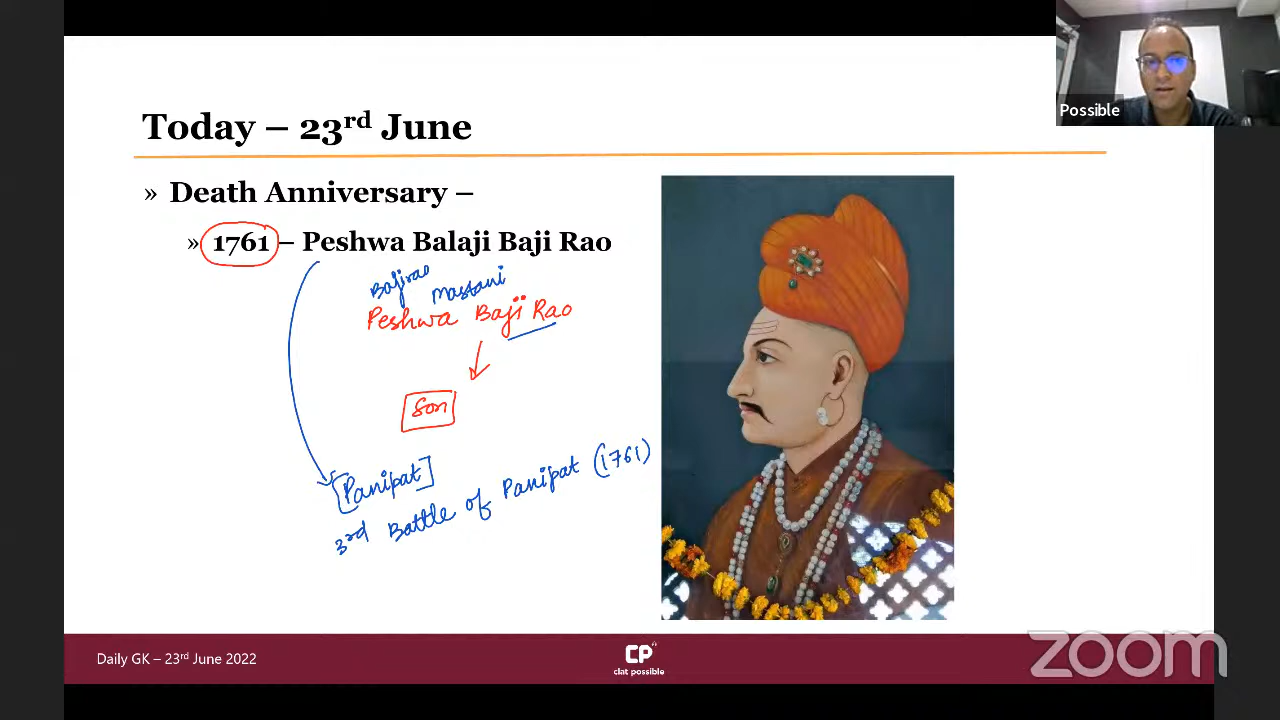 Possible
Today – 23rd June
» Death Anniversary –
» 1761 – Peshwa Balaji Baji Rao
Bajirao
Mastani
Peshwa Baji Rao
Son
[Panipat]
3rd Battle of Panipat (1761)
Daily GK – 23rd June 2022
CP
clat possible
zoom